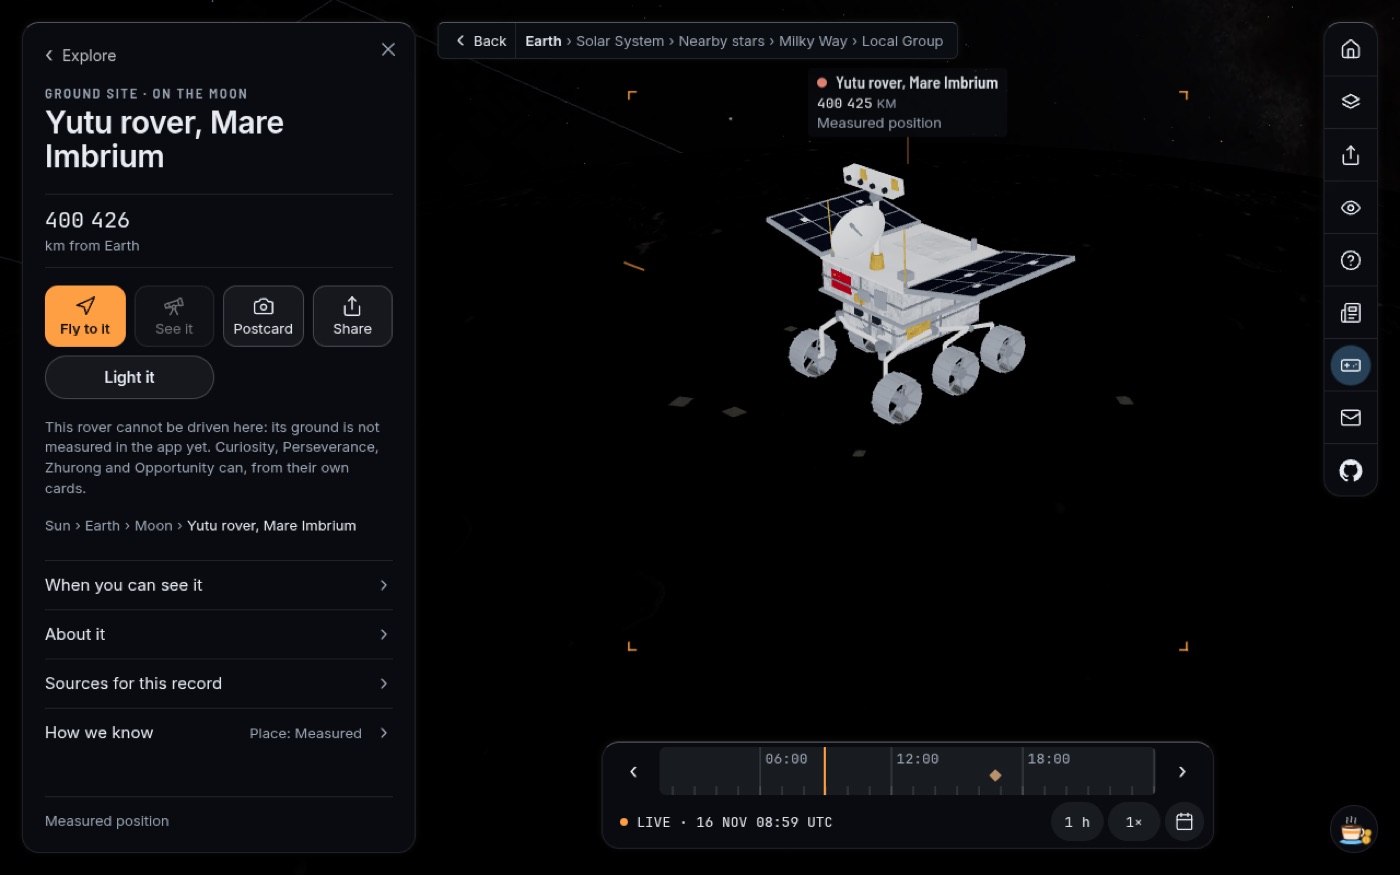 Explore
GROUND SITE · ON THE MOON
Yutu rover, Mare
Imbrium
400 426
km from Earth
Fly to it
See it
Postcard
Share
Light it
This rover cannot be driven here: its ground is not
measured in the app yet. Curiosity, Perseverance,
Zhurong and Opportunity can, from their own
cards.
Sun › Earth › Moon › Yutu rover, Mare Imbrium
When you can see it
About it
Sources for this record
How we know Place: Measured
Measured position
Back Earth › Solar System › Nearby stars › Milky Way › Local Group
Yutu rover, Mare Imbrium
400 425 KM
Measured position
06:00 12:00 18:00
LIVE · 16 NOV 08:59 UTC 1 h 1×